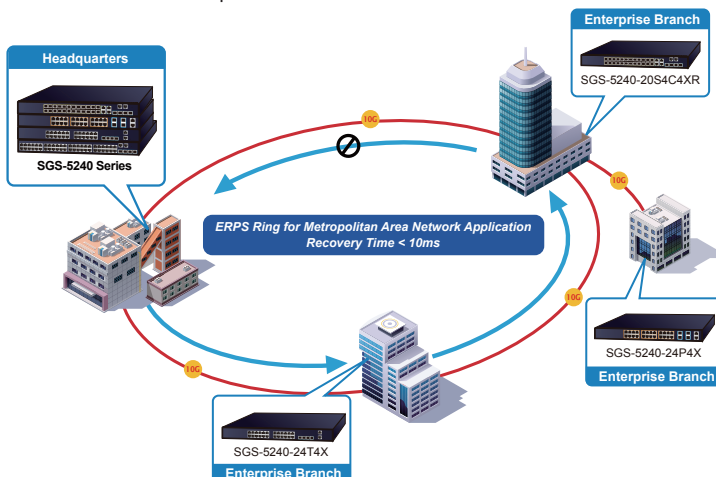 Enterprise Branch
SGS-5240-20S4C4XR
Headquarters
SGS-5240 Series
10G
10G
ERPS Ring for Metropolitan Area Network Application
Recovery Time < 10ms
10G
SGS-5240-24P4X
Enterprise Branch
10G
SGS-5240-24T4X
Enterprise Branch